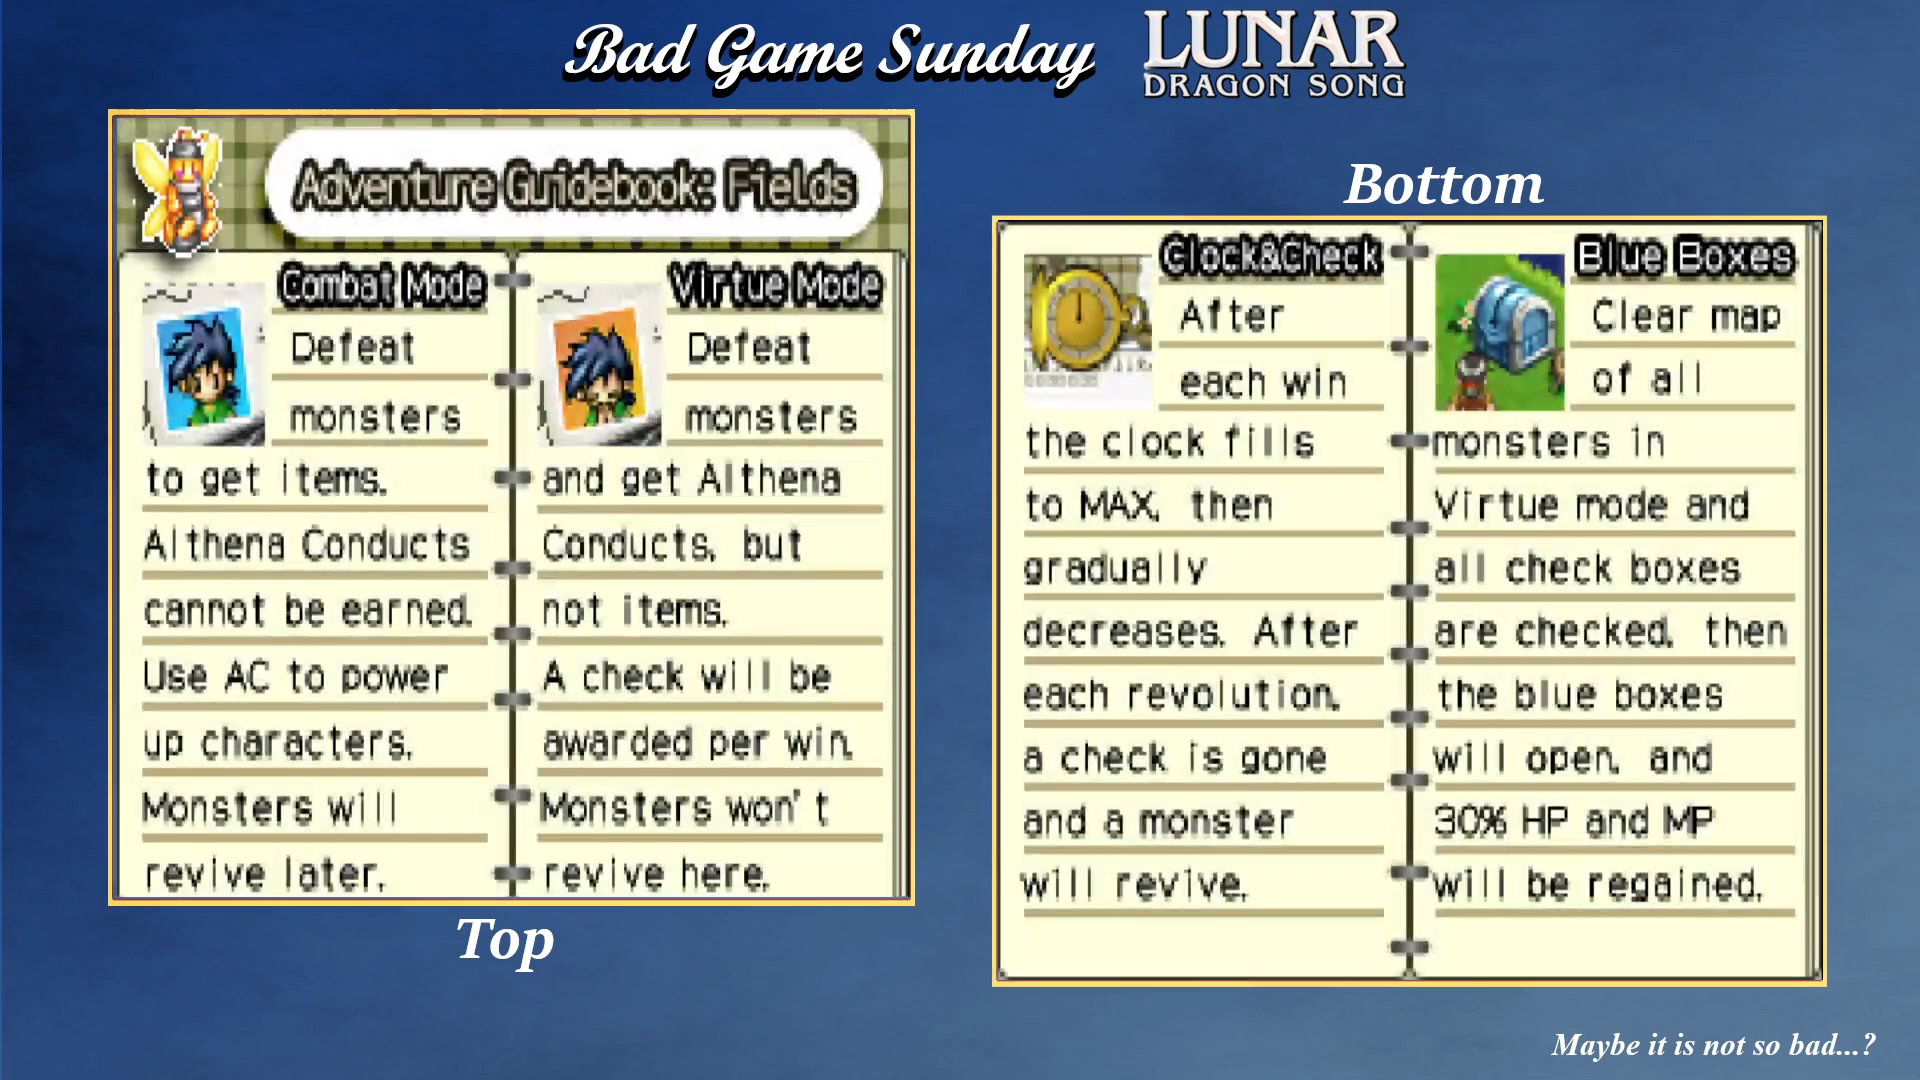 Bad Game Sunday
LUNAR
DRAGON SONG
Adventure Guidebook: Fields
Combat Mode
Defeat
monsters
to get items.
Althena Conducts
cannot be earned.
Use AC to power
up characters.
Monsters will
revive later.
Virtue Mode
Defeat
monsters
and get Althena
Conducts, but
not items.
A check will be
awarded per win.
Monsters won't
revive here.
Top
Bottom
Clock&Check
After
each win
the clock fills
to MAX, then
gradually
decreases. After
each revolution,
a check is gone
and a monster
will revive.
Blue Boxes
Clear map
of all
monsters in
Virtue mode and
all check boxes
are checked, then
the blue boxes
will open, and
30% HP and MP
will be regained.
Maybe it is not so bad...?